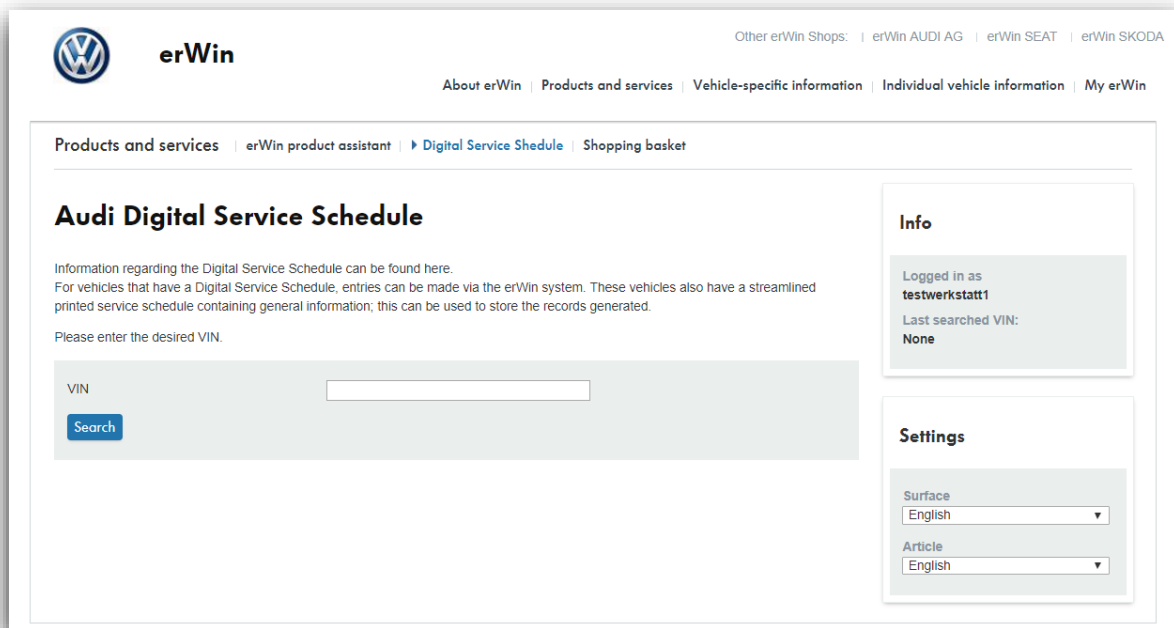 erWin
Other erWin Shops: | erWin AUDI AG | erWin SEAT | erWin SKODA
About erWin | Products and services | Vehicle-specific information | Individual vehicle information | My erWin
Products and services | erWin product assistant | Digital Service Shedule | Shopping basket
Audi Digital Service Schedule
Information regarding the Digital Service Schedule can be found here.
For vehicles that have a Digital Service Schedule, entries can be made via the erWin system. These vehicles also have a streamlined
printed service schedule containing general information; this can be used to store the records generated.
Please enter the desired VIN.
VIN
Search
Info
Logged in as
testwerkstatt1
Last searched VIN:
None
Settings
Surface
English
Article
English